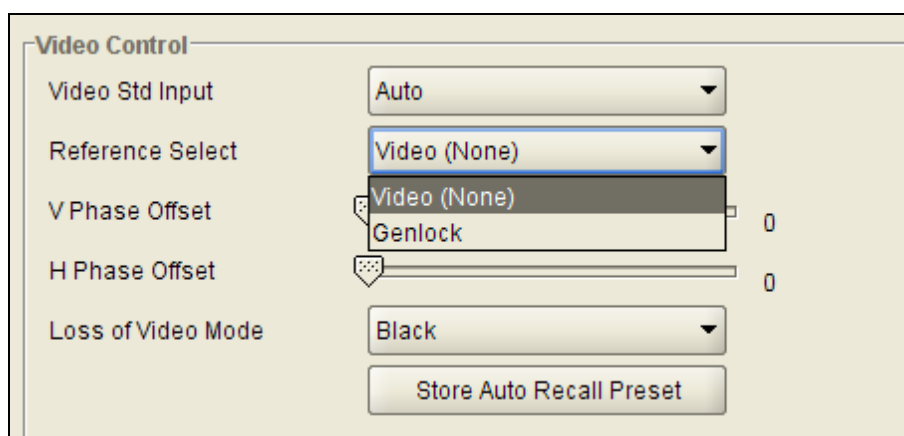 Video Control
Video Std Input Auto
Reference Select Video (None)
Video (None)
V Phase Offset 0
Genlock
H Phase Offset 0
Loss of Video Mode Black
Store Auto Recall Preset